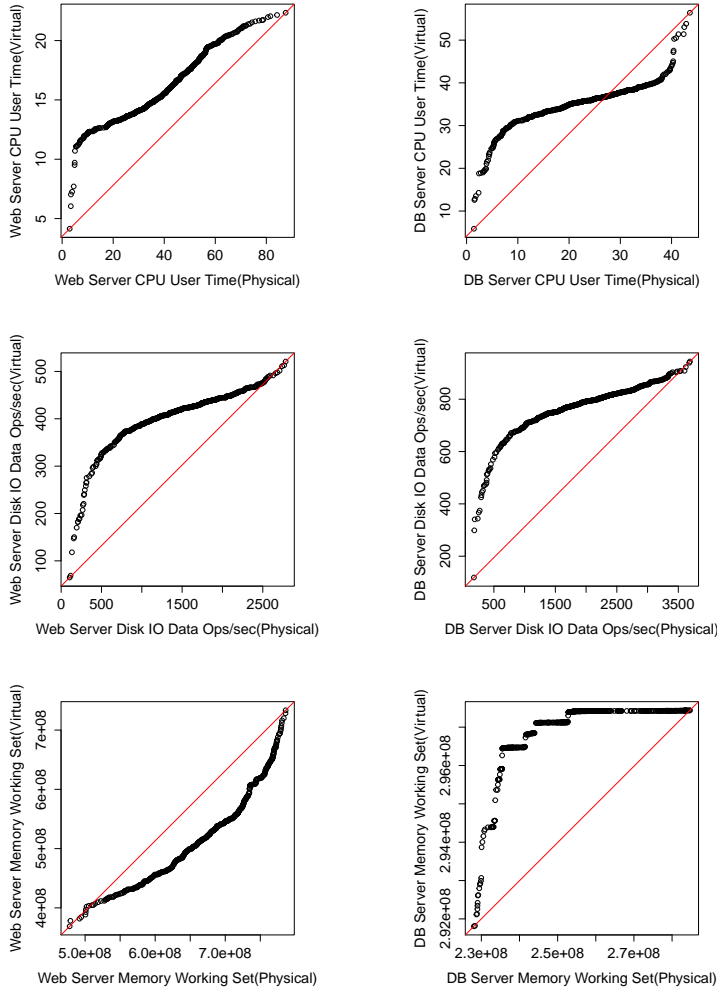 Web Server CPU User Time(Virtual)
5 10 15 20
0 20 40 60 80
Web Server CPU User Time(Physical)
DB Server CPU User Time(Virtual)
10 20 30 40 50
0 10 20 30 40
DB Server CPU User Time(Physical)
Web Server Disk IO Data Ops/sec(Virtual)
100 200 300 400 500
0 500 1500 2500
Web Server Disk IO Data Ops/sec(Physical)
DB Server Disk IO Data Ops/sec(Virtual)
200 400 600 800
500 1500 2500 3500
DB Server Disk IO Data Ops/sec(Physical)
Web Server Memory Working Set(Virtual)
4e+08 5e+08 6e+08 7e+08
5.0e+08 6.0e+08 7.0e+08
Web Server Memory Working Set(Physical)
DB Server Memory Working Set(Virtual)
2.92e+08 2.94e+08 2.96e+08
2.3e+08 2.5e+08 2.7e+08
DB Server Memory Working Set(Physical)